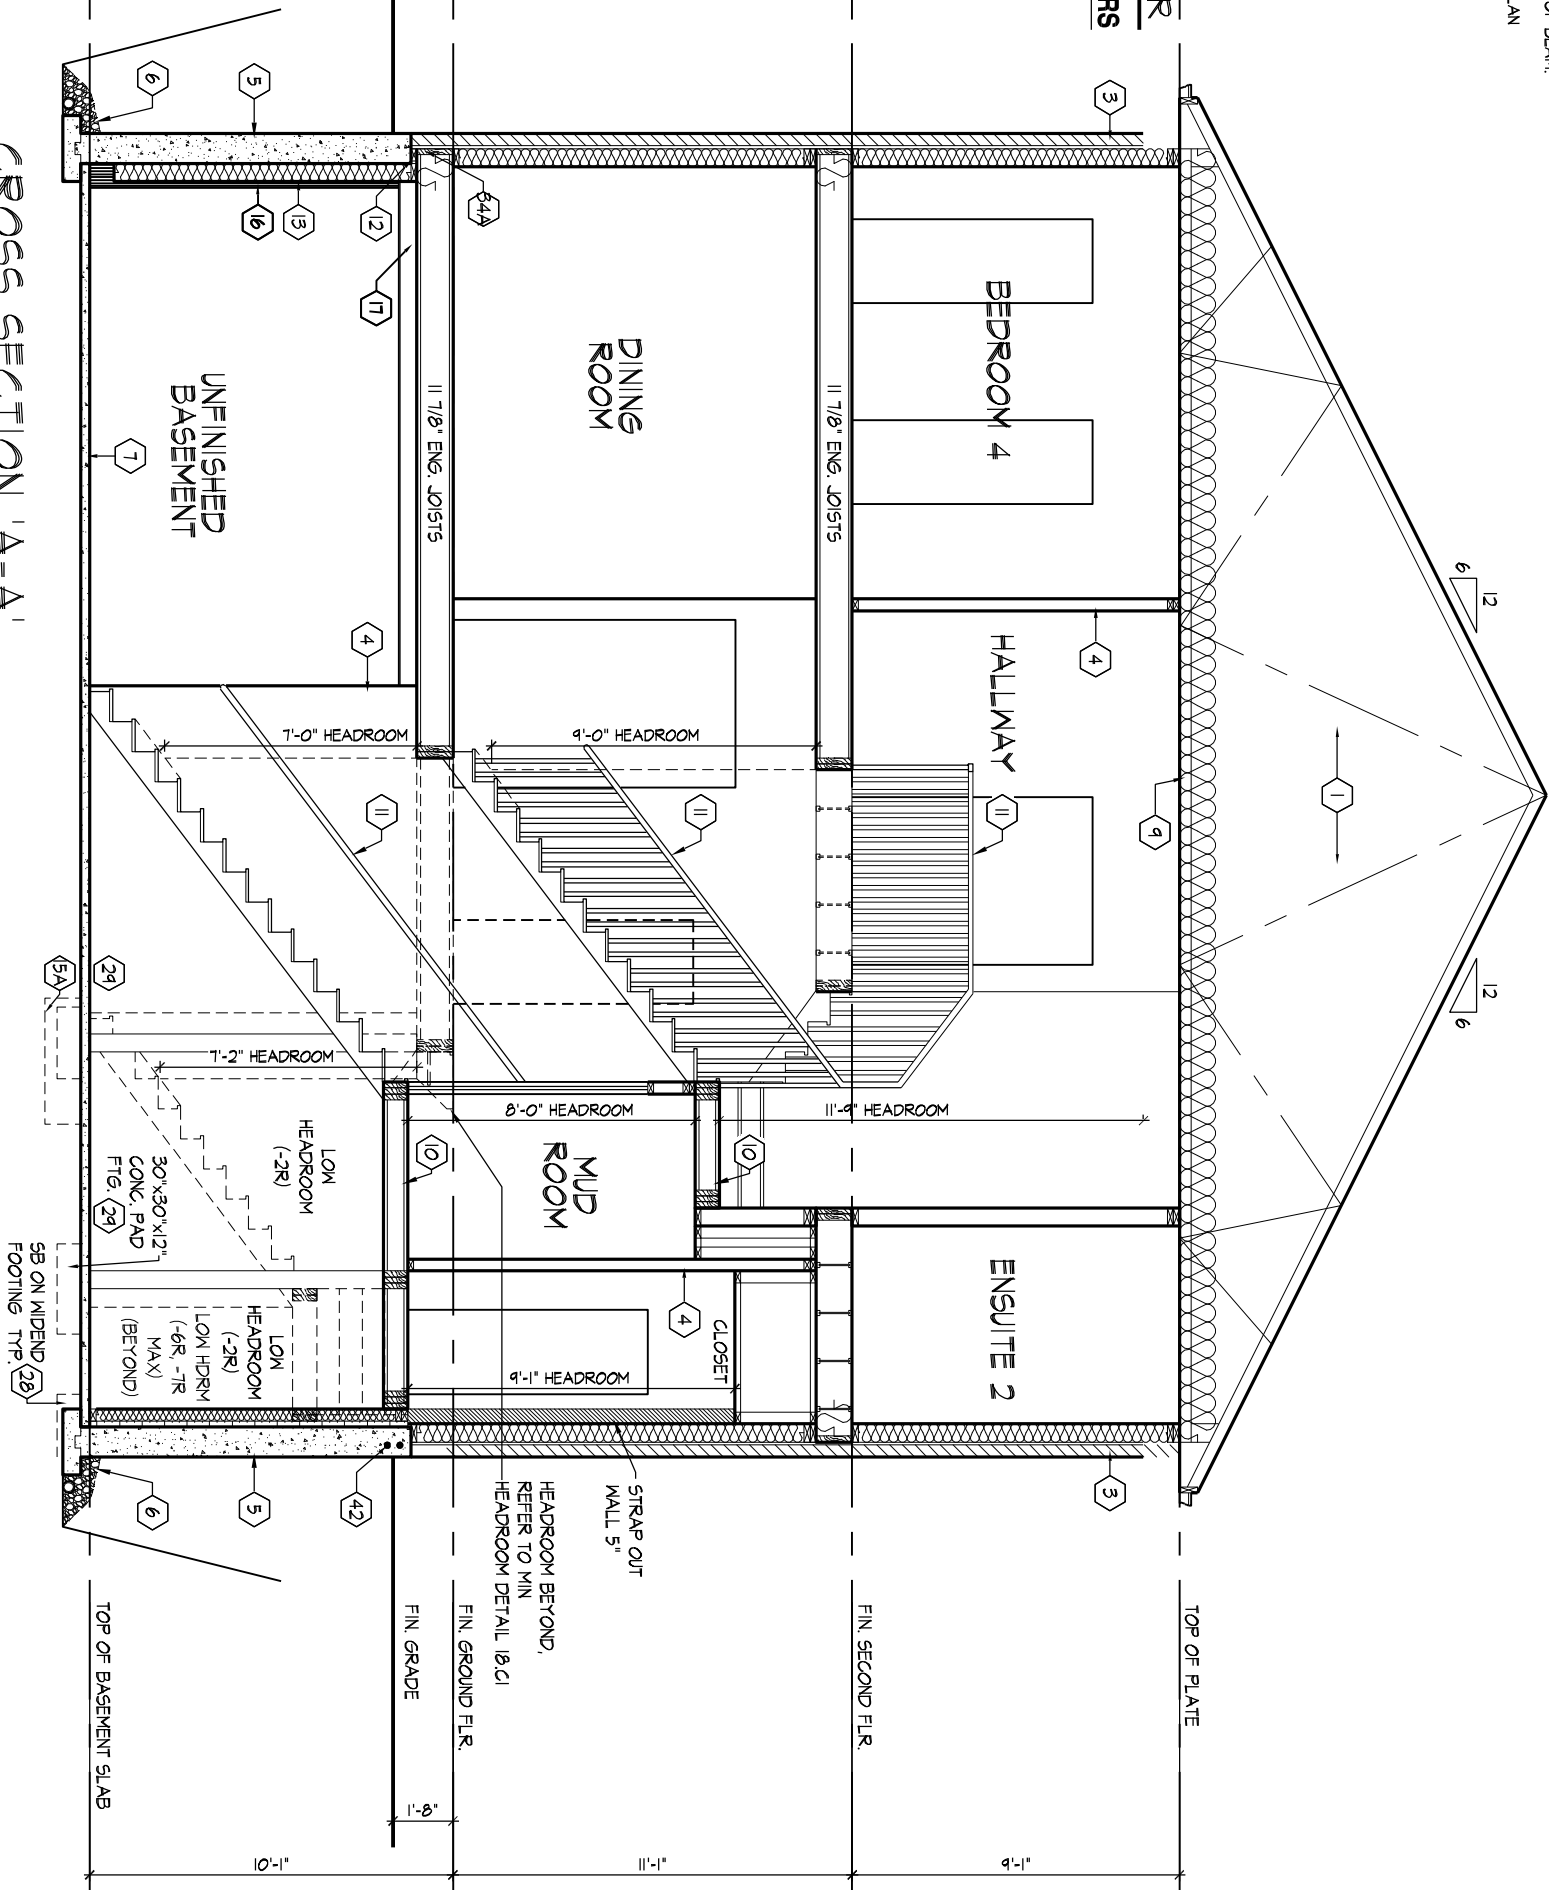 OF BEAM.
LAN
R
RS
12
6
12
6
1
3
BEDROOM 4
4
HALLWAY
9
11
ENSUITE 2
3
TOP OF PLATE
11 7/8" ENG. JOISTS
FIN. SECOND FLR.
9'-1"
34A
DINING
ROOM
9'-0" HEADROOM
11
11'-9" HEADROOM
10
8'-0" HEADROOM
MUD
ROOM
CLOSET
4
9'-1" HEADROOM
STRAP OUT
WALL 5"
HEADROOM BEYOND,
REFER TO MIN
HEADROOM DETAIL 18.C1
11'-1"
11 7/8" ENG. JOISTS
FIN. GROUND FLR.
FIN. GRADE
1'-8"
6
5
16
13
12
17
UNFINISHED
BASEMENT
7
4
7'-0" HEADROOM
11
10
7'-2" HEADROOM
LOW
HEADROOM
(-2R)
LOW
HEADROOM
(-2R)
LOW HDRM
(-6R, -7R
MAX)
(BEYOND)
29
15A
30"x30"x12"
CONC. PAD
FTG. 29
SB ON WIDEND
FOOTING TYP. 28
42
5
6
10'-1"
TOP OF BASEMENT SLAB
CROSS SECTION 'A-A'